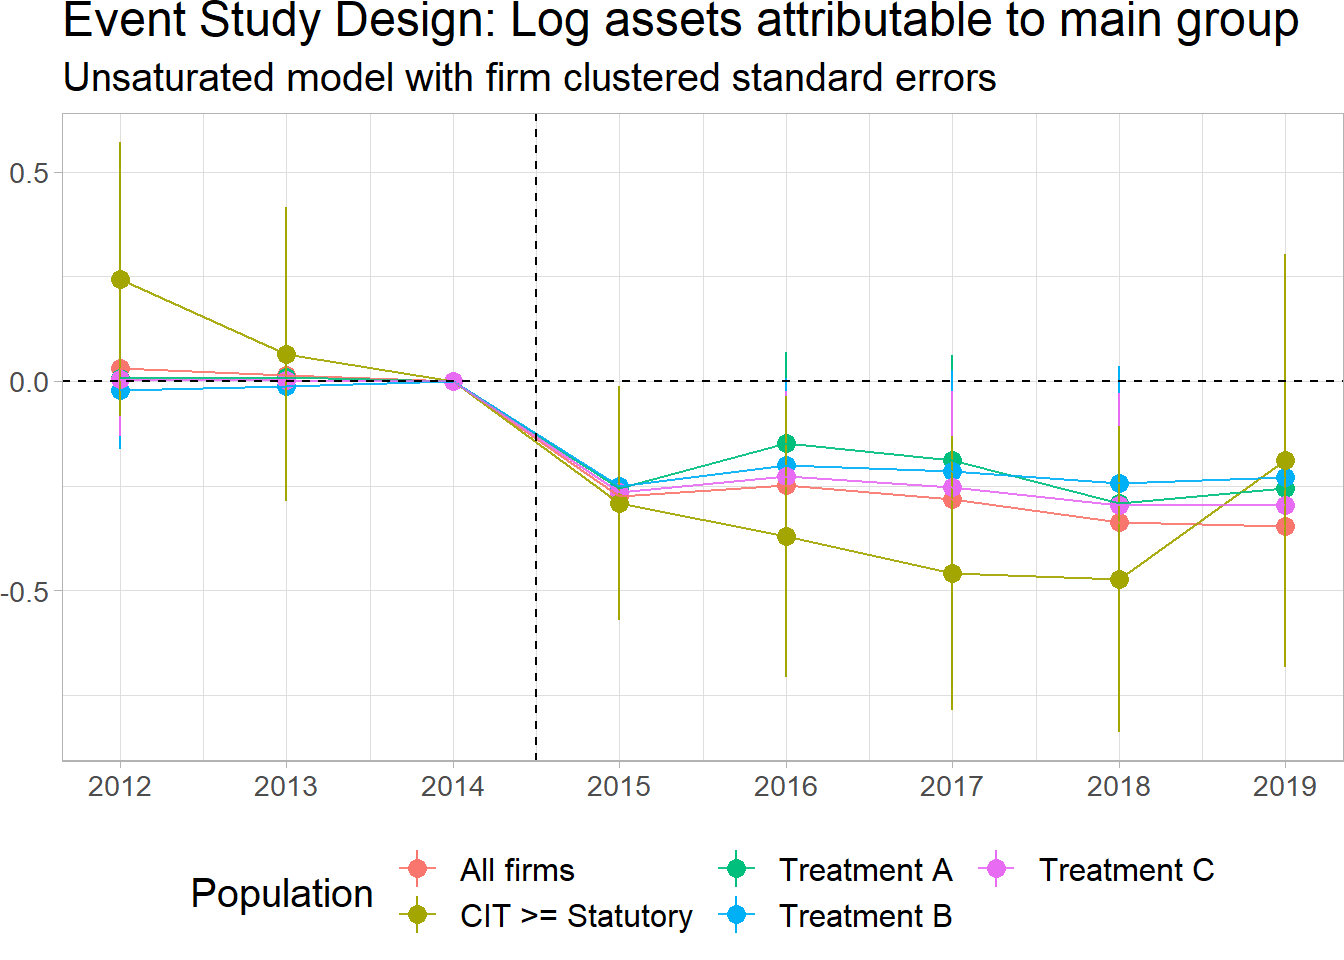 Event Study Design: Log assets attributable to main group
Unsaturated model with firm clustered standard errors
0.5
0.0
-0.5
2012 2013 2014 2015 2016 2017 2018 2019
Population
All firms
CIT >= Statutory
Treatment A
Treatment B
Treatment C